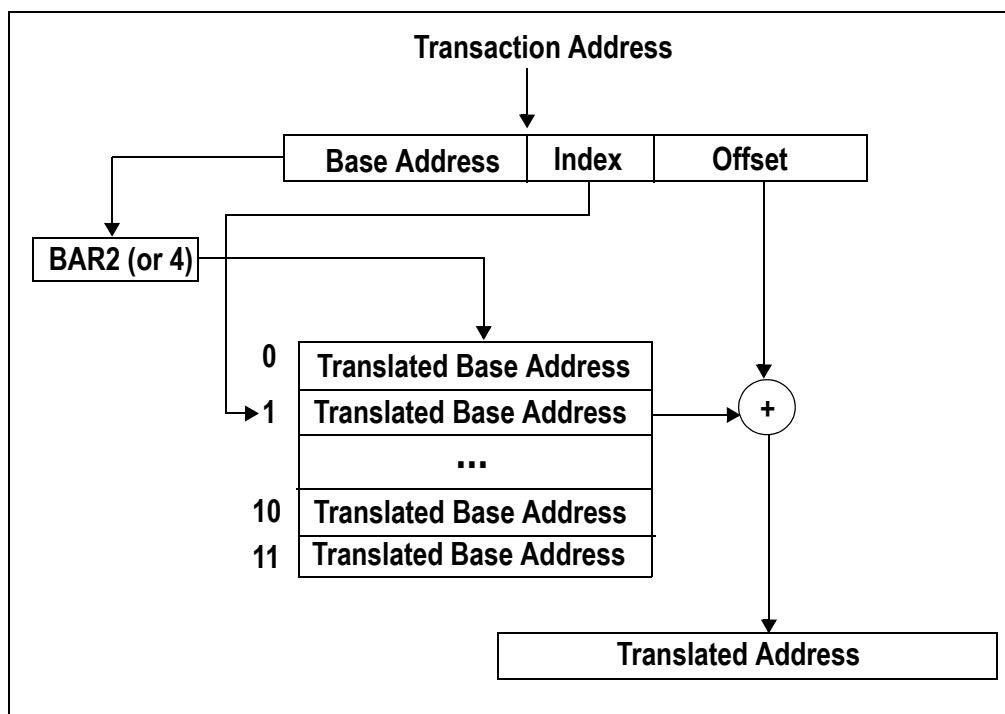 Transaction Address
Base Address Index Offset
BAR2 (or 4)
0 Translated Base Address
1 Translated Base Address
+
...
10 Translated Base Address
11 Translated Base Address
Translated Address